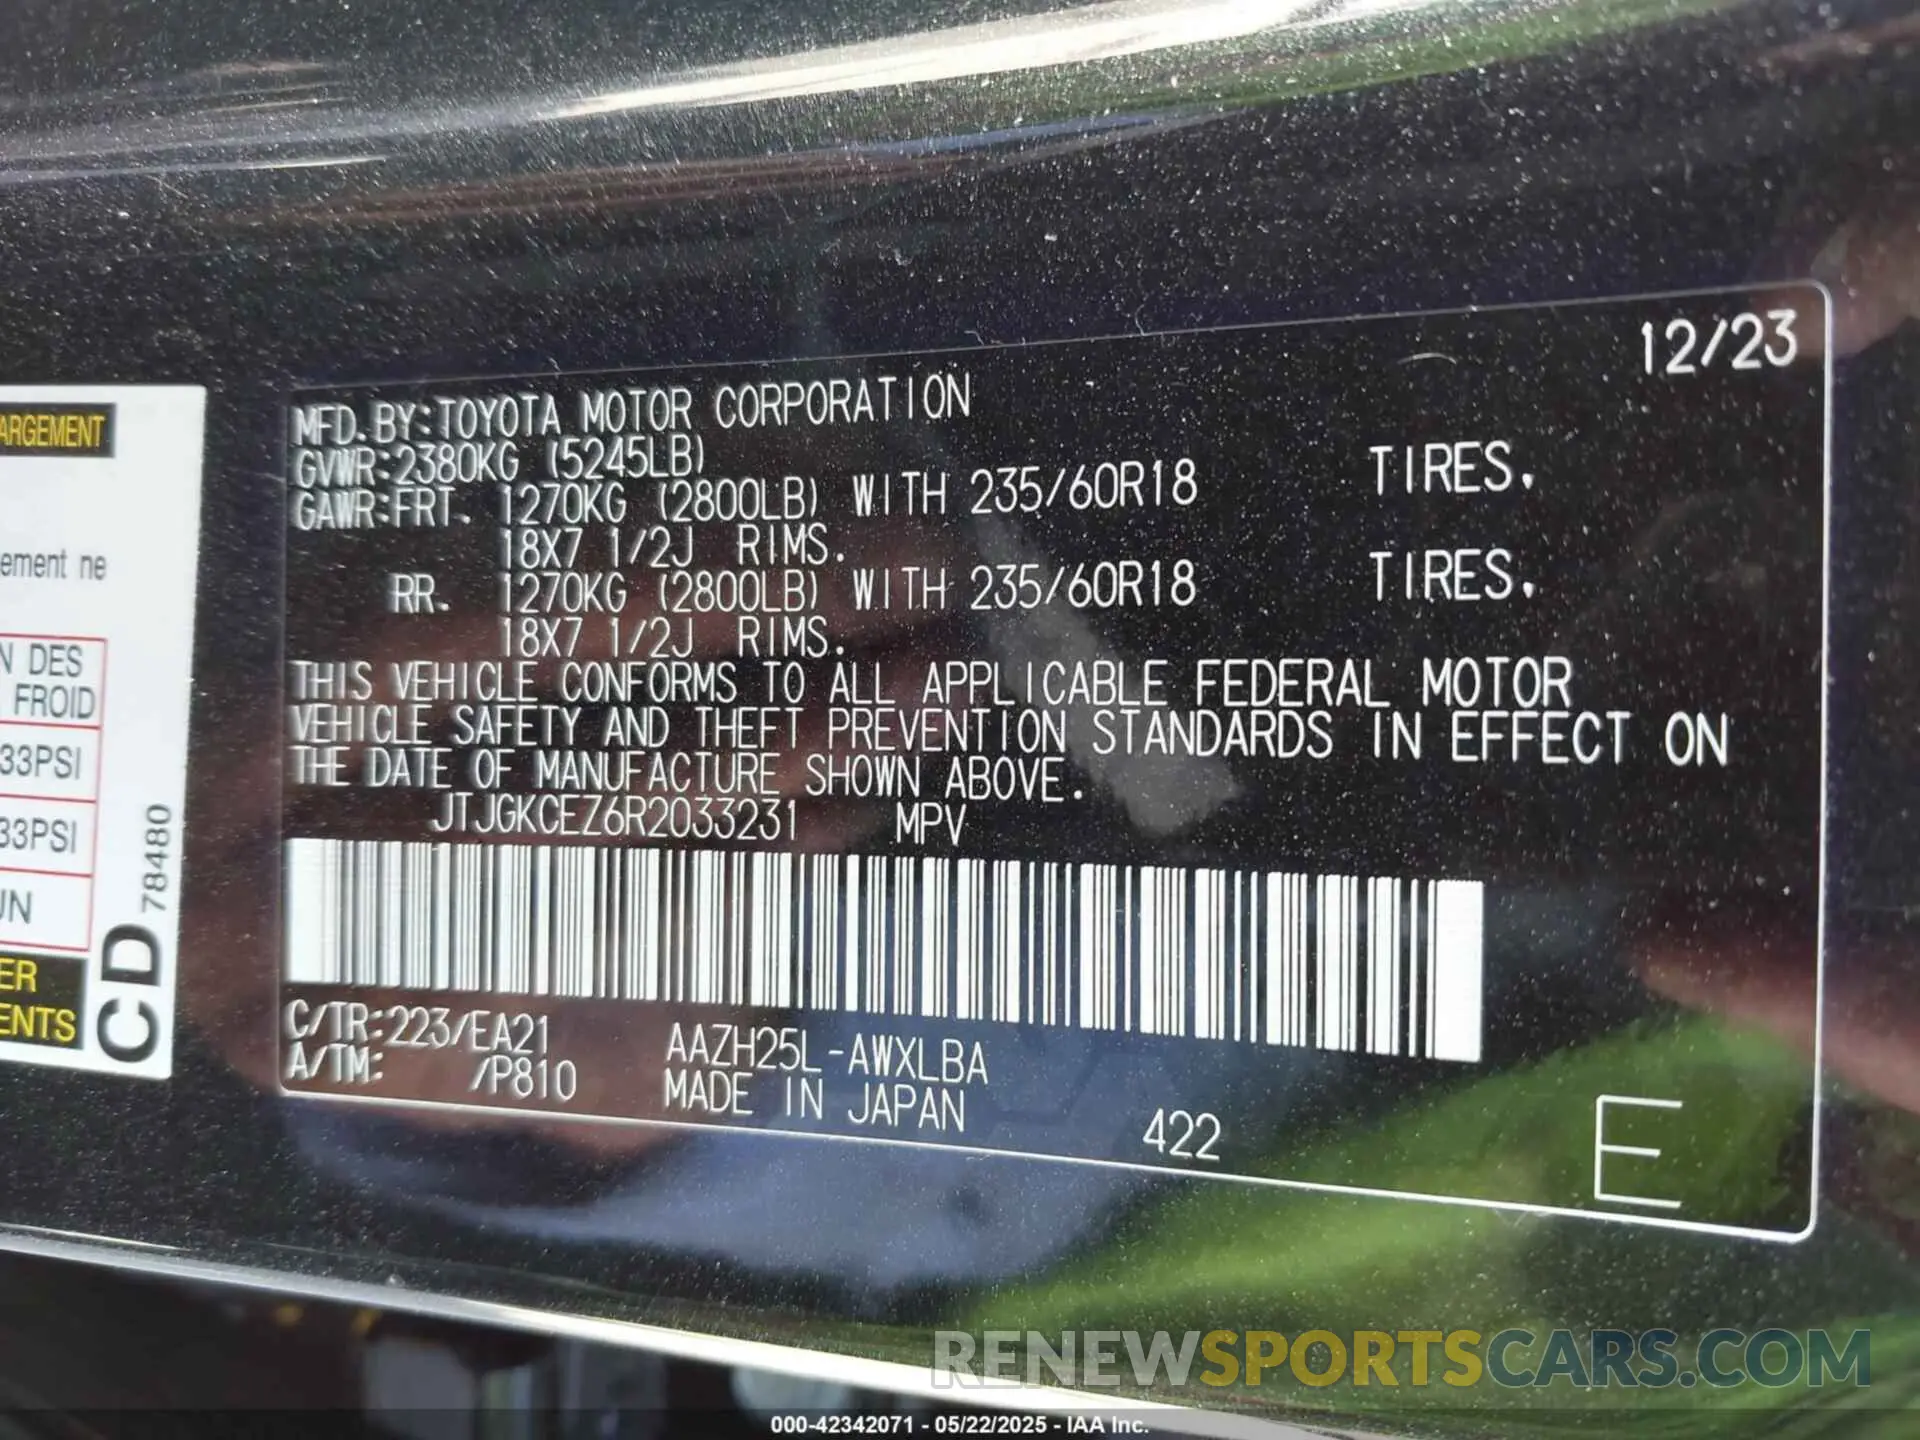 ARGEMENT
ement ne
N DES
FROID
33PSI
33PSI
UN
ER
ENTS
CD 78480
12/23
MFD.BY:TOYOTA MOTOR CORPORATION
GVWR:2380KG (5245LB)
GAWR:FRT. 1270KG (2800LB) WITH 235/60R18 TIRES.
18X7 1/2J RIMS.
RR. 1270KG (2800LB) WITH 235/60R18 TIRES.
18X7 1/2J RIMS.
THIS VEHICLE CONFORMS TO ALL APPLICABLE FEDERAL MOTOR
VEHICLE SAFETY AND THEFT PREVENTION STANDARDS IN EFFECT ON
THE DATE OF MANUFACTURE SHOWN ABOVE.
JTJGKCEZ6R2033231 MPV
C/TR:223/EA21 AAZH25L-AWXLBA
A/TM: /P810 MADE IN JAPAN
422
E
RENEWSPORTSCARS.COM
000-42342071 - 05/22/2025 - IAA Inc.